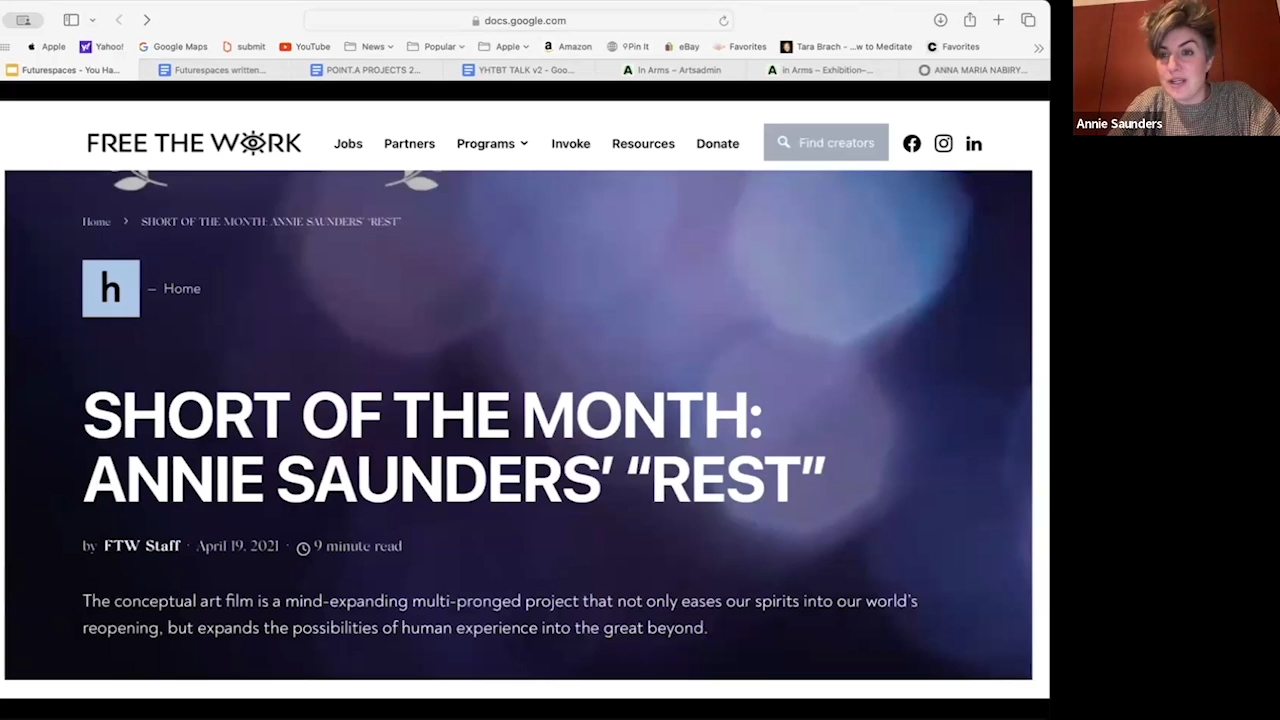 docs.google.com
Apple Yahoo! Google Maps submit YouTube News Popular Apple Amazon 9Pin It eBay Favorites Tara Brach - ...w to Meditate Favorites
Futurespaces - You Ha... Futurespaces written... POINT.A PROJECTS 2... YHTBT TALK v2 - Goo... In Arms – Artsadmin in Arms – Exhibition–... ANNA MARIA NABIRY...
Annie Saunders
FREE THE WORK Jobs Partners Programs Invoke Resources Donate Find creators
Home > SHORT OF THE MONTH: ANNIE SAUNDERS' "REST"
h – Home
SHORT OF THE MONTH:
ANNIE SAUNDERS’ “REST”
by FTW Staff · April 19, 2021 · 9 minute read
The conceptual art film is a mind-expanding multi-pronged project that not only eases our spirits into our world’s
reopening, but expands the possibilities of human experience into the great beyond.